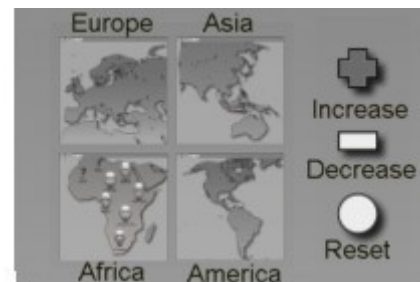 Europe Asia
Increase
Decrease
Reset
Africa America